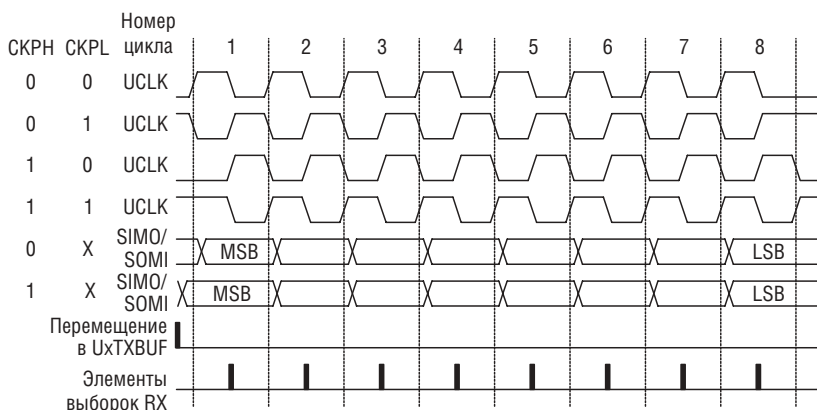 Номер
CKPH CKPL цикла 1 2 3 4 5 6 7 8
0 0 UCLK
0 1 UCLK
1 0 UCLK
1 1 UCLK
0 X SIMO/
SOMI MSB LSB
1 X SIMO/
SOMI MSB LSB
Перемещение
в UxTXBUF
Элементы
выборок RX